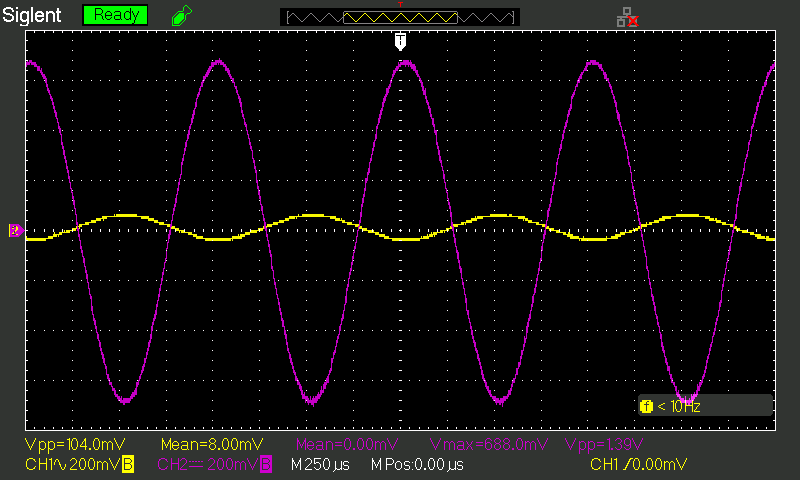 Siglent Ready
T
T
2
f < 10Hz
Vpp=104.0mV Mean=8.00mV Mean=0.00mV Vmax=688.0mV Vpp=1.39V
CH1∿ 200mV B CH2⎓ 200mV B M 250µs M Pos:0.00µs CH1 ∕0.00mV